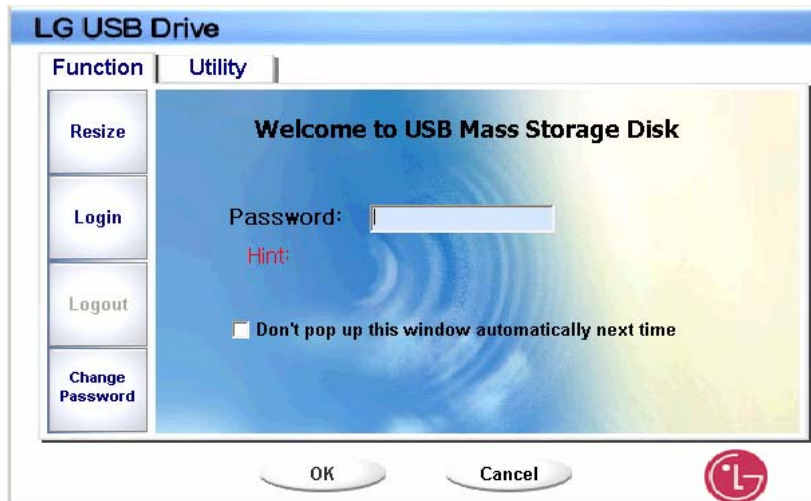 LG USB Drive
Function Utility
Resize
Welcome to USB Mass Storage Disk
Login
Password:
Hint:
Logout
Don't pop up this window automatically next time
Change
Password
OK Cancel
LG